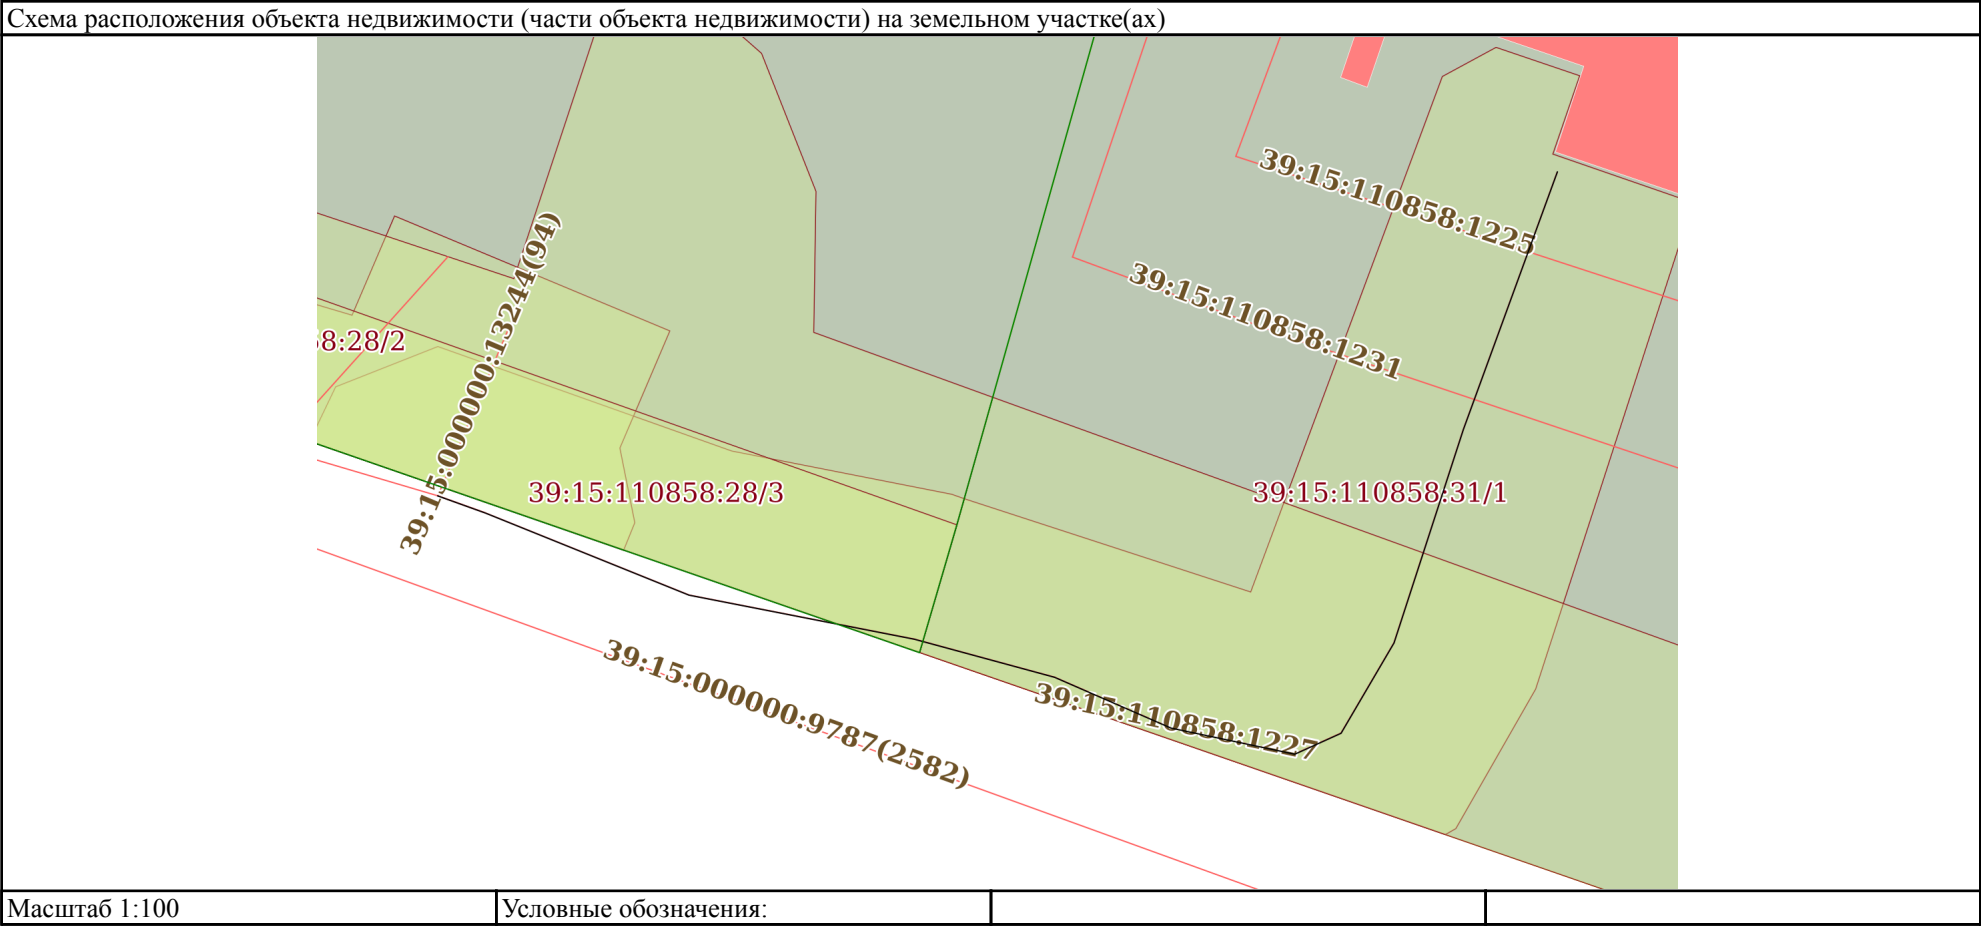 Схема расположения объекта недвижимости (части объекта недвижимости) на земельном участке(ах)
39:15:110858:1225
39:15:110858:1231
39:15:000000:13244(94)
8:28/2
39:15:110858:28/3
39:15:110858:31/1
39:15:000000:9787(2582)
39:15:110858:1227
Масштаб 1:100
Условные обозначения: